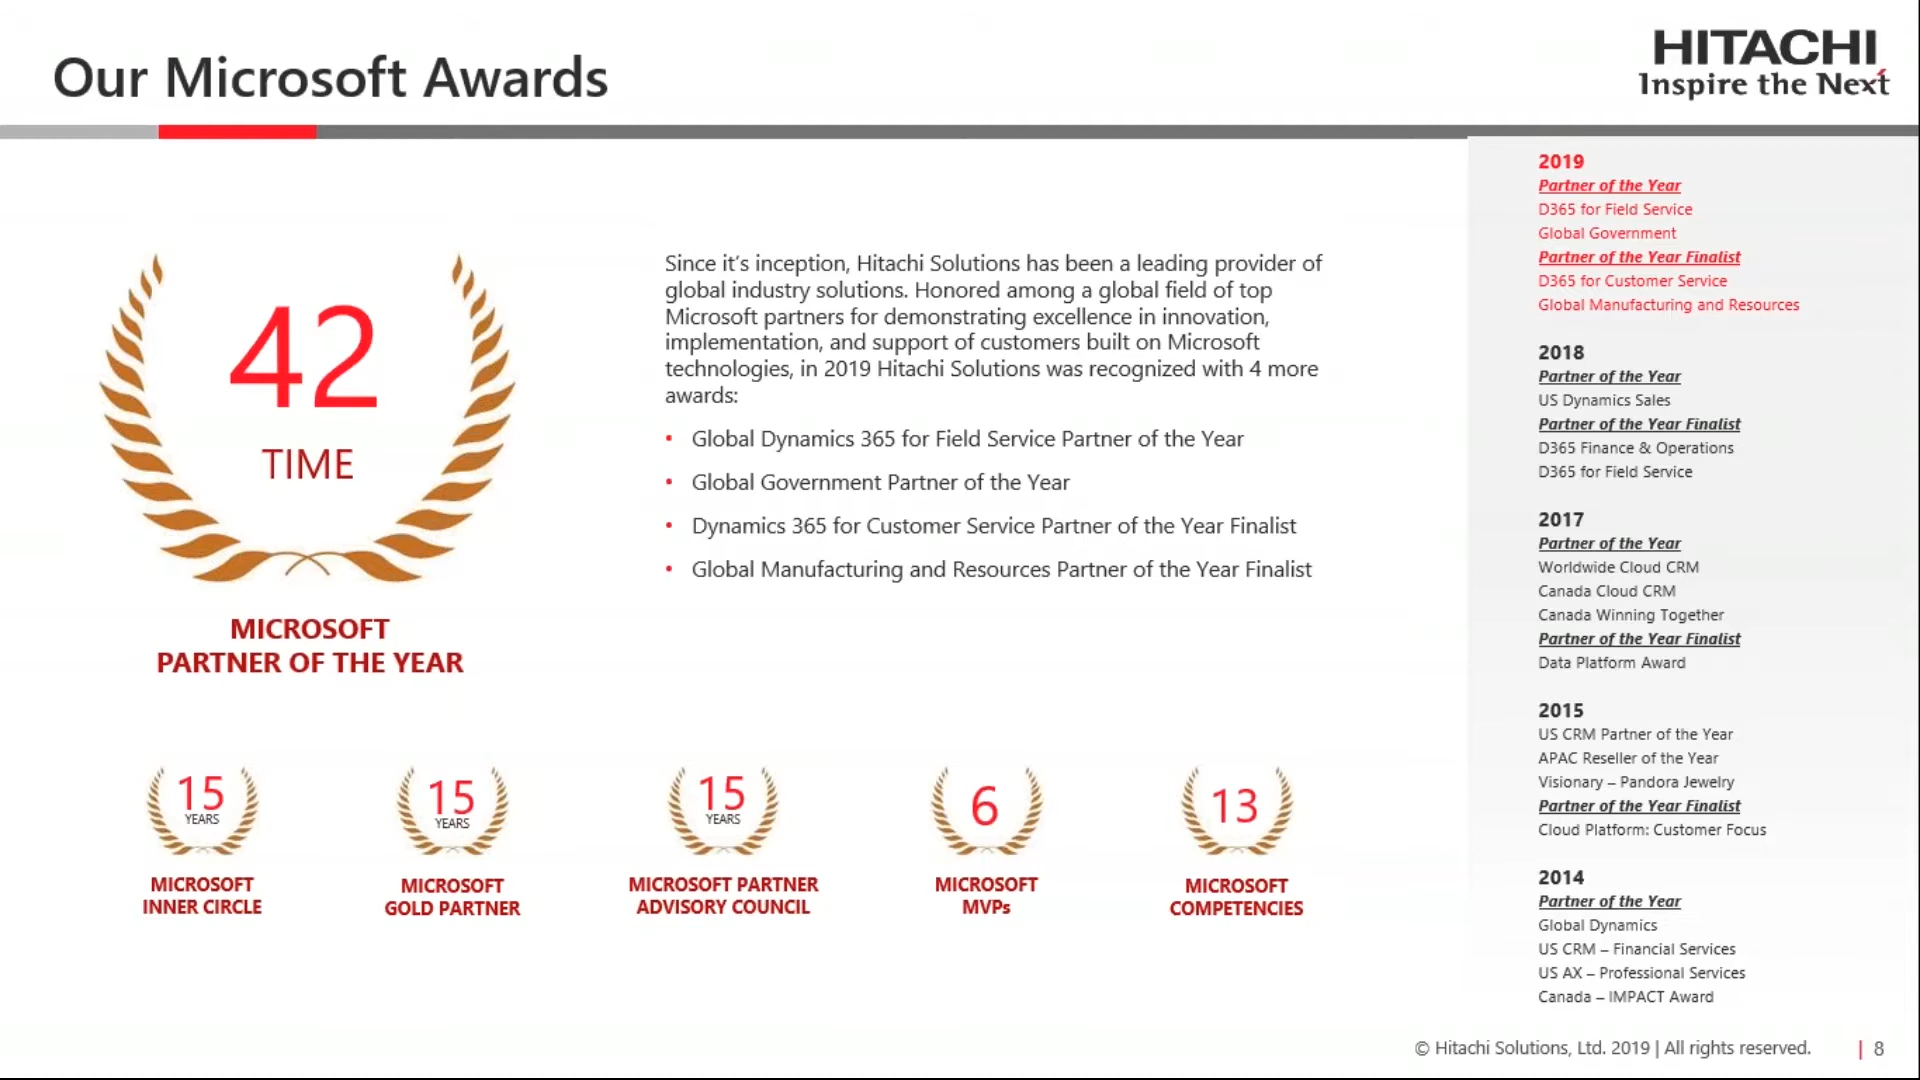 Our Microsoft Awards
HITACHI
Inspire the Next
42
TIME
MICROSOFT
PARTNER OF THE YEAR
Since it's inception, Hitachi Solutions has been a leading provider of
global industry solutions. Honored among a global field of top
Microsoft partners for demonstrating excellence in innovation,
implementation, and support of customers built on Microsoft
technologies, in 2019 Hitachi Solutions was recognized with 4 more
awards:
• Global Dynamics 365 for Field Service Partner of the Year
• Global Government Partner of the Year
• Dynamics 365 for Customer Service Partner of the Year Finalist
• Global Manufacturing and Resources Partner of the Year Finalist
15
YEARS
MICROSOFT
INNER CIRCLE
15
YEARS
MICROSOFT
GOLD PARTNER
15
YEARS
MICROSOFT PARTNER
ADVISORY COUNCIL
6
MICROSOFT
MVPs
13
MICROSOFT
COMPETENCIES
2019
Partner of the Year
D365 for Field Service
Global Government
Partner of the Year Finalist
D365 for Customer Service
Global Manufacturing and Resources
2018
Partner of the Year
US Dynamics Sales
Partner of the Year Finalist
D365 Finance & Operations
D365 for Field Service
2017
Partner of the Year
Worldwide Cloud CRM
Canada Cloud CRM
Canada Winning Together
Partner of the Year Finalist
Data Platform Award
2015
US CRM Partner of the Year
APAC Reseller of the Year
Visionary – Pandora Jewelry
Partner of the Year Finalist
Cloud Platform: Customer Focus
2014
Partner of the Year
Global Dynamics
US CRM – Financial Services
US AX – Professional Services
Canada – IMPACT Award
© Hitachi Solutions, Ltd. 2019 | All rights reserved. | 8